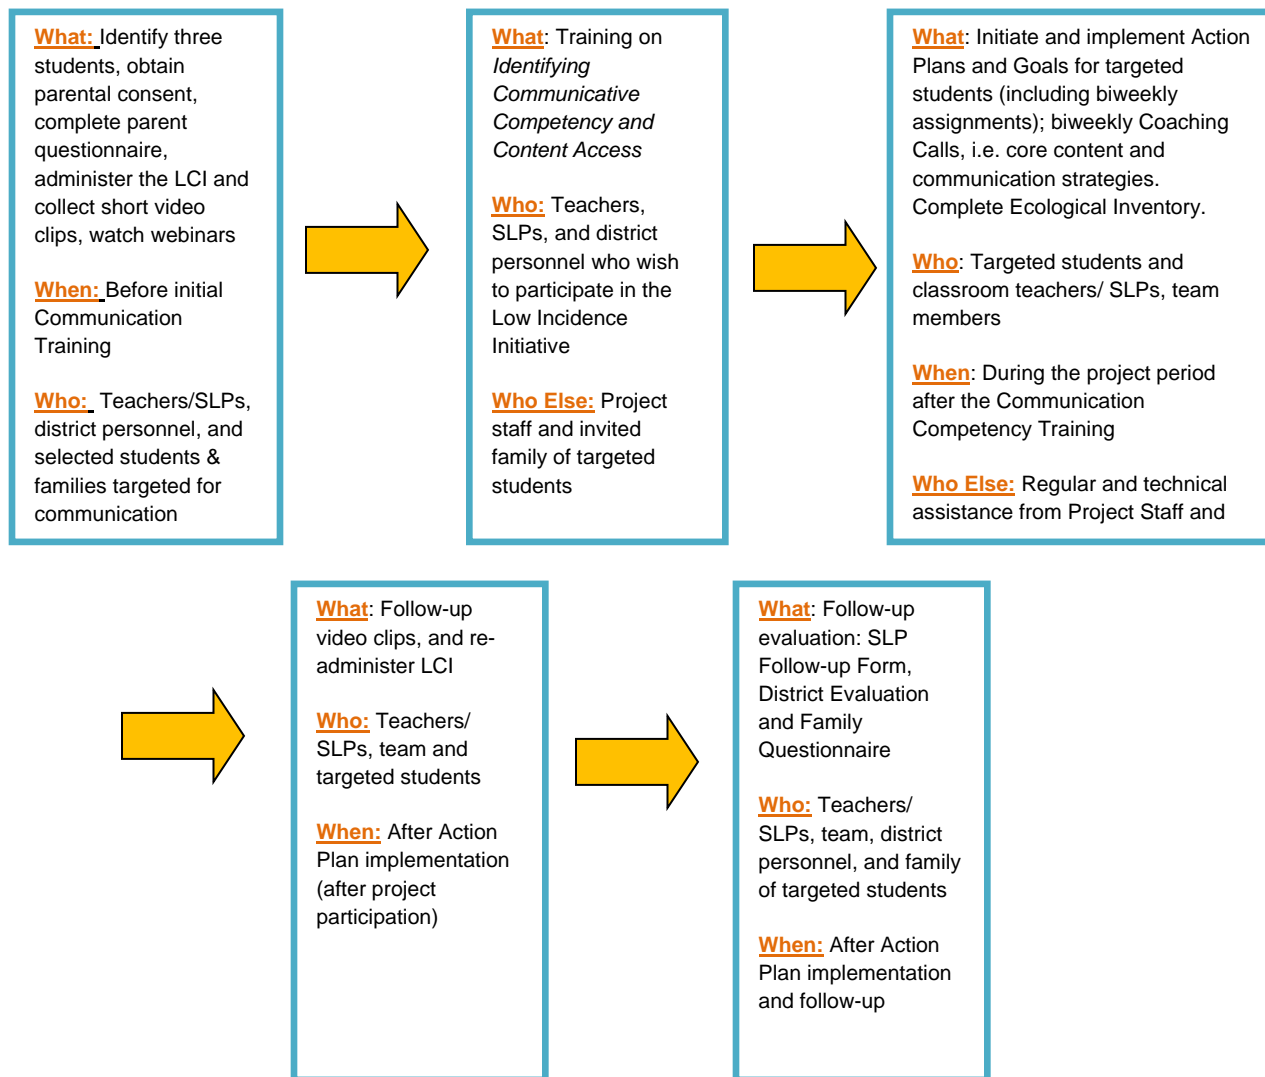 What: Identify three
students, obtain
parental consent,
complete parent
questionnaire,
administer the LCI and
collect short video
clips, watch webinars
When: Before initial
Communication
Training
Who: Teachers/SLPs,
district personnel, and
selected students &
families targeted for
communication
What: Training on
Identifying
Communicative
Competency and
Content Access
Who: Teachers,
SLPs, and district
personnel who wish
to participate in the
Low Incidence
Initiative
Who Else: Project
staff and invited
family of targeted
students
What: Initiate and implement Action
Plans and Goals for targeted
students (including biweekly
assignments); biweekly Coaching
Calls, i.e. core content and
communication strategies.
Complete Ecological Inventory.
Who: Targeted students and
classroom teachers/ SLPs, team
members
When: During the project period
after the Communication
Competency Training
Who Else: Regular and technical
assistance from Project Staff and
What: Follow-up
video clips, and re-
administer LCI
Who: Teachers/
SLPs, team and
targeted students
When: After Action
Plan implementation
(after project
participation)
What: Follow-up
evaluation: SLP
Follow-up Form,
District Evaluation
and Family
Questionnaire
Who: Teachers/
SLPs, team, district
personnel, and family
of targeted students
When: After Action
Plan implementation
and follow-up